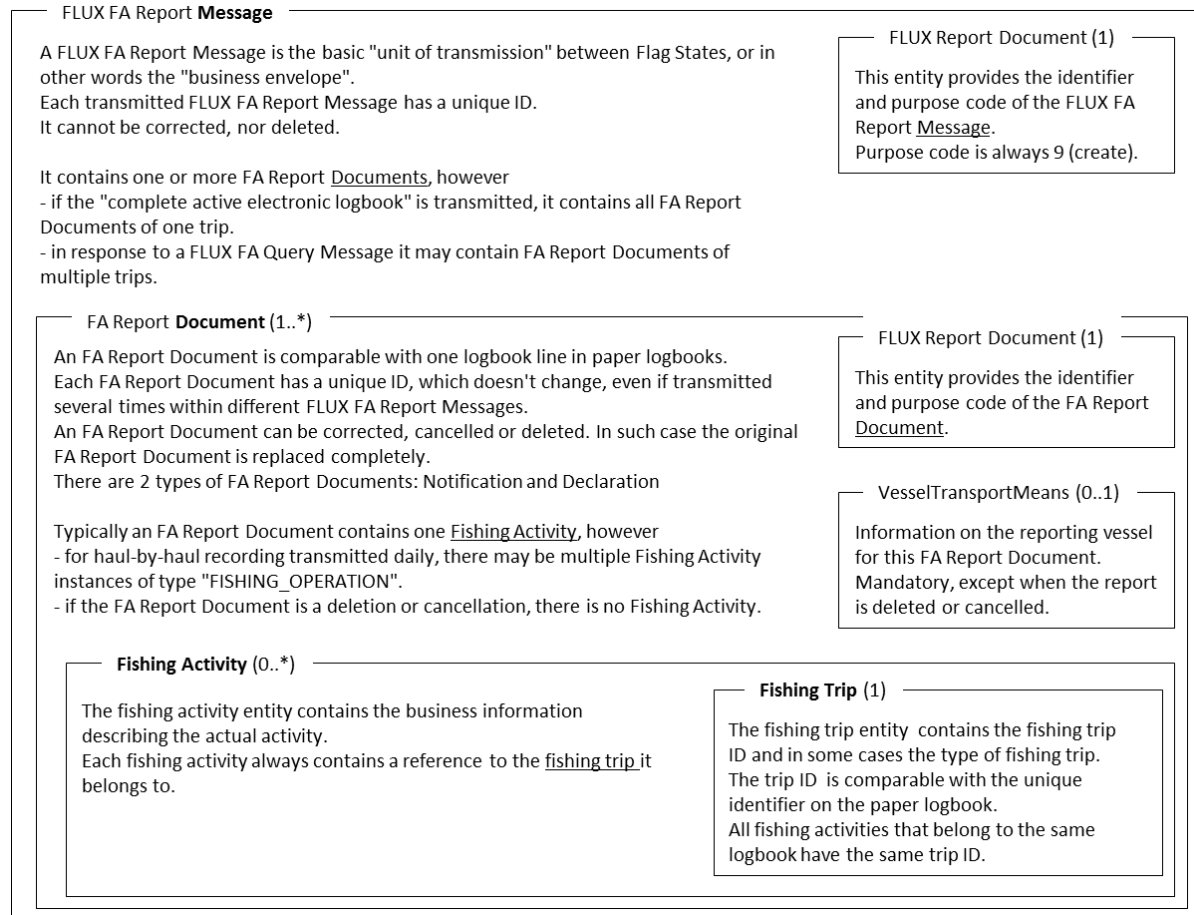 FLUX FA Report Message
A FLUX FA Report Message is the basic "unit of transmission" between Flag States, or in
other words the "business envelope".
Each transmitted FLUX FA Report Message has a unique ID.
It cannot be corrected, nor deleted.
It contains one or more FA Report Documents, however
- if the "complete active electronic logbook" is transmitted, it contains all FA Report
Documents of one trip.
- in response to a FLUX FA Query Message it may contain FA Report Documents of
multiple trips.
FLUX Report Document (1)
This entity provides the identifier
and purpose code of the FLUX FA
Report Message.
Purpose code is always 9 (create).
FA Report Document (1..*)
An FA Report Document is comparable with one logbook line in paper logbooks.
Each FA Report Document has a unique ID, which doesn't change, even if transmitted
several times within different FLUX FA Report Messages.
An FA Report Document can be corrected, cancelled or deleted. In such case the original
FA Report Document is replaced completely.
There are 2 types of FA Report Documents: Notification and Declaration
Typically an FA Report Document contains one Fishing Activity, however
- for haul-by-haul recording transmitted daily, there may be multiple Fishing Activity
instances of type "FISHING_OPERATION".
- if the FA Report Document is a deletion or cancellation, there is no Fishing Activity.
FLUX Report Document (1)
This entity provides the identifier
and purpose code of the FA Report
Document.
VesselTransportMeans (0..1)
Information on the reporting vessel
for this FA Report Document.
Mandatory, except when the report
is deleted or cancelled.
Fishing Activity (0..*)
The fishing activity entity contains the business information
describing the actual activity.
Each fishing activity always contains a reference to the fishing trip it
belongs to.
Fishing Trip (1)
The fishing trip entity contains the fishing trip
ID and in some cases the type of fishing trip.
The trip ID is comparable with the unique
identifier on the paper logbook.
All fishing activities that belong to the same
logbook have the same trip ID.